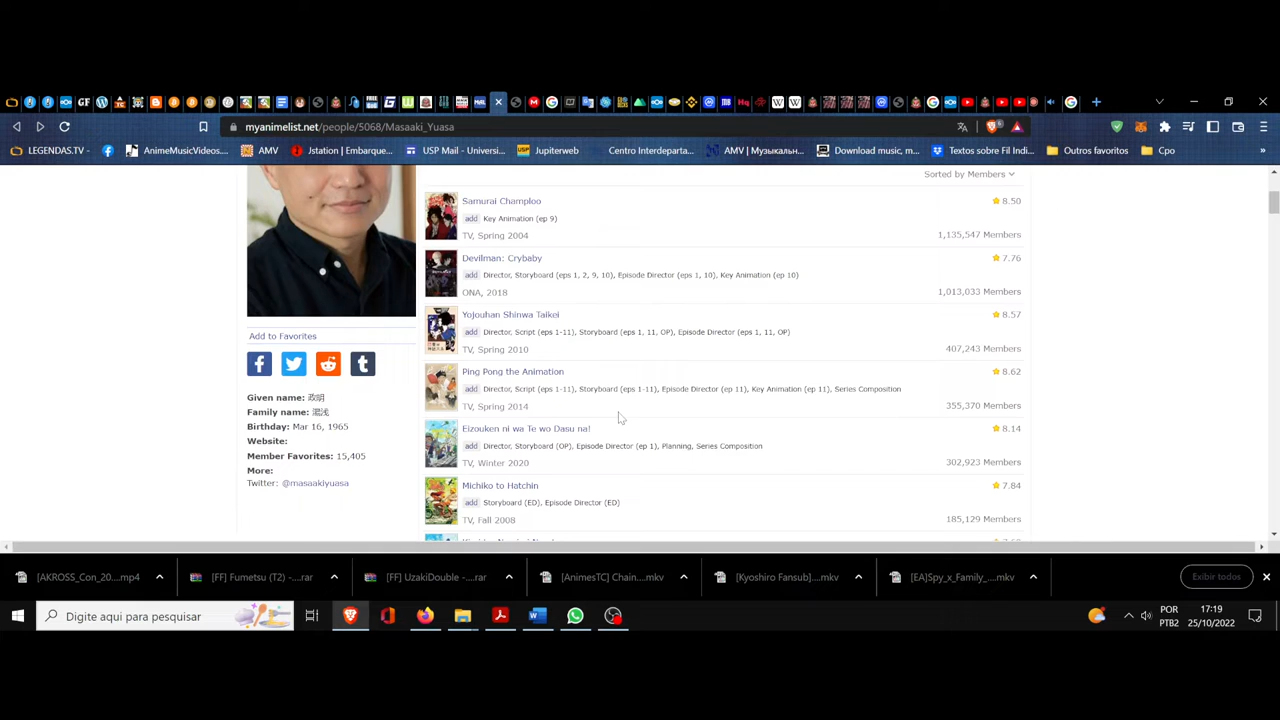 myanimelist.net/people/5068/Masaaki_Yuasa
6
LEGENDAS.TV -
AnimeMusicVideos...
AMV
Jstation | Embarque...
USP Mail - Universi...
Jupiterweb
Centro Interdeparta...
AMV | Музыкальн...
Download music, m...
Textos sobre Fil Indi...
Outros favoritos
Cpo
»
Sorted by Members
Samurai Champloo
8.50
add Key Animation (ep 9)
TV, Spring 2004
1,135,547 Members
Devilman: Crybaby
7.76
add Director, Storyboard (eps 1, 2, 9, 10), Episode Director (eps 1, 10), Key Animation (ep 10)
ONA, 2018
1,013,033 Members
Yojouhan Shinwa Taikei
8.57
add Director, Script (eps 1-11), Storyboard (eps 1, 11, OP), Episode Director (eps 1, 11, OP)
TV, Spring 2010
407,243 Members
Ping Pong the Animation
8.62
add Director, Script (eps 1-11), Storyboard (eps 1-11), Episode Director (ep 11), Key Animation (ep 11), Series Composition
TV, Spring 2014
355,370 Members
Eizouken ni wa Te wo Dasu na!
8.14
add Director, Storyboard (OP), Episode Director (ep 1), Planning, Series Composition
TV, Winter 2020
302,923 Members
Michiko to Hatchin
7.84
add Storyboard (ED), Episode Director (ED)
TV, Fall 2008
185,129 Members
Add to Favorites
Given name: 政明
Family name: 湯浅
Birthday: Mar 16, 1965
Website:
Member Favorites: 15,405
More:
Twitter: @masaakiyuasa
[AKROSS_Con_20....mp4
[FF] Fumetsu (T2) -....rar
[FF] UzakiDouble -....rar
[AnimesTC] Chain....mkv
[Kyoshiro Fansub]....mkv
[EA]Spy_x_Family_....mkv
Exibir todos
Digite aqui para pesquisar
POR
PTB2
17:19
25/10/2022